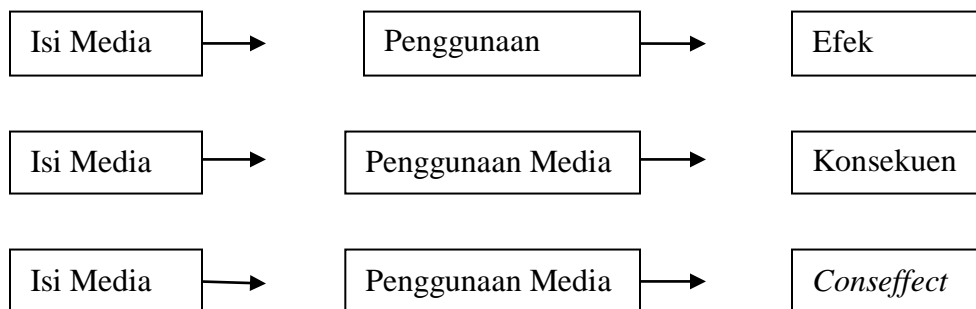 Isi Media Penggunaan Efek
Isi Media Penggunaan Media Konsekuen
Isi Media Penggunaan Media Conseffect